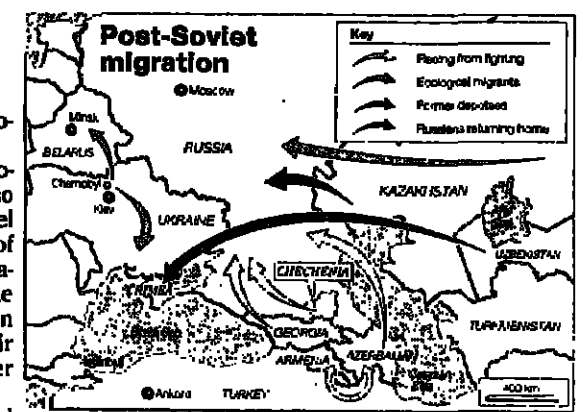 Post-Soviet
migration
Key
Fleeing from fighting
Ecological migrants
Former deportees
Russians returning home
Moscow
Minsk
BELARUS
RUSSIA
Chernobyl
Kiev
UKRAINE
KAZAKHSTAN
UZBEKISTAN
CRIMEA
CHECHENIA
GEORGIA
TURKMENISTAN
ARMENIA
AZERBAIJAN
Ankara
TURKEY
400 km